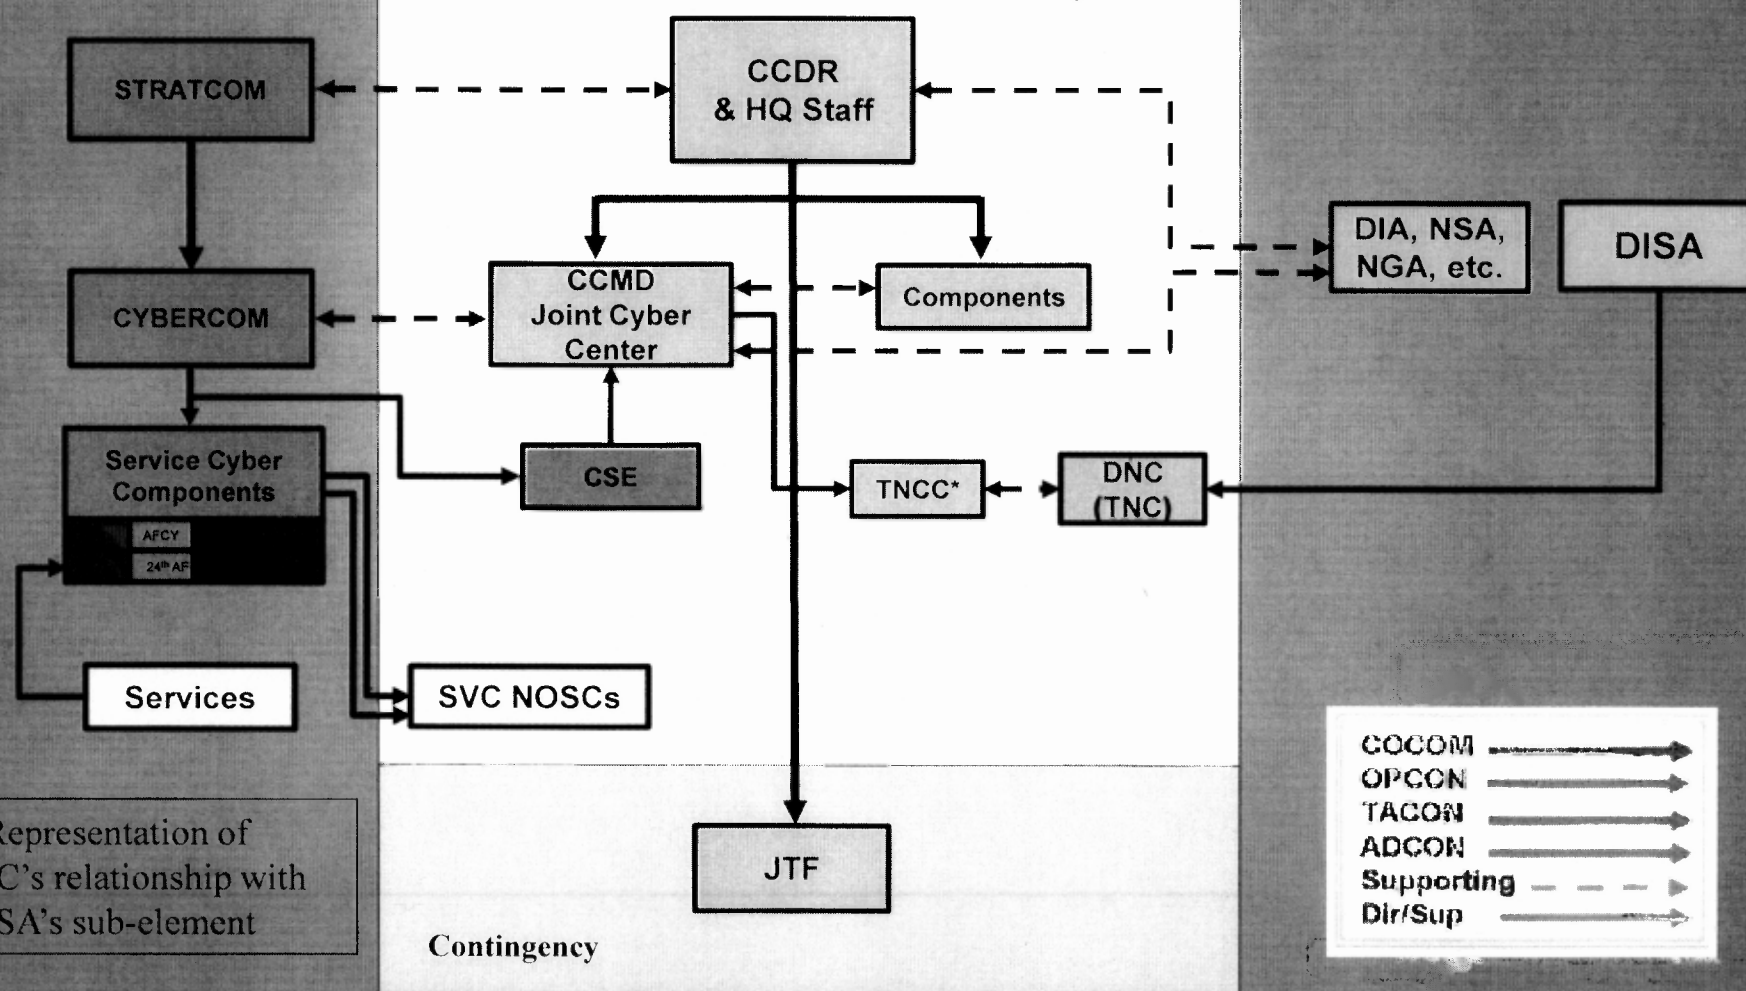 STRATCOM
CCDR
& HQ Staff
DIA, NSA,
NGA, etc.
DISA
CYBERCOM
CCMD
Joint Cyber
Center
Components
Service Cyber
Components
AFCY
24th AF
CSE
TNCC*
DNC
(TNC)
Services
SVC NOSCs
JTF
Representation of
C's relationship with
SA's sub-element
Contingency
COCOM
OPCON
TACON
ADCON
Supporting
Dir/Sup